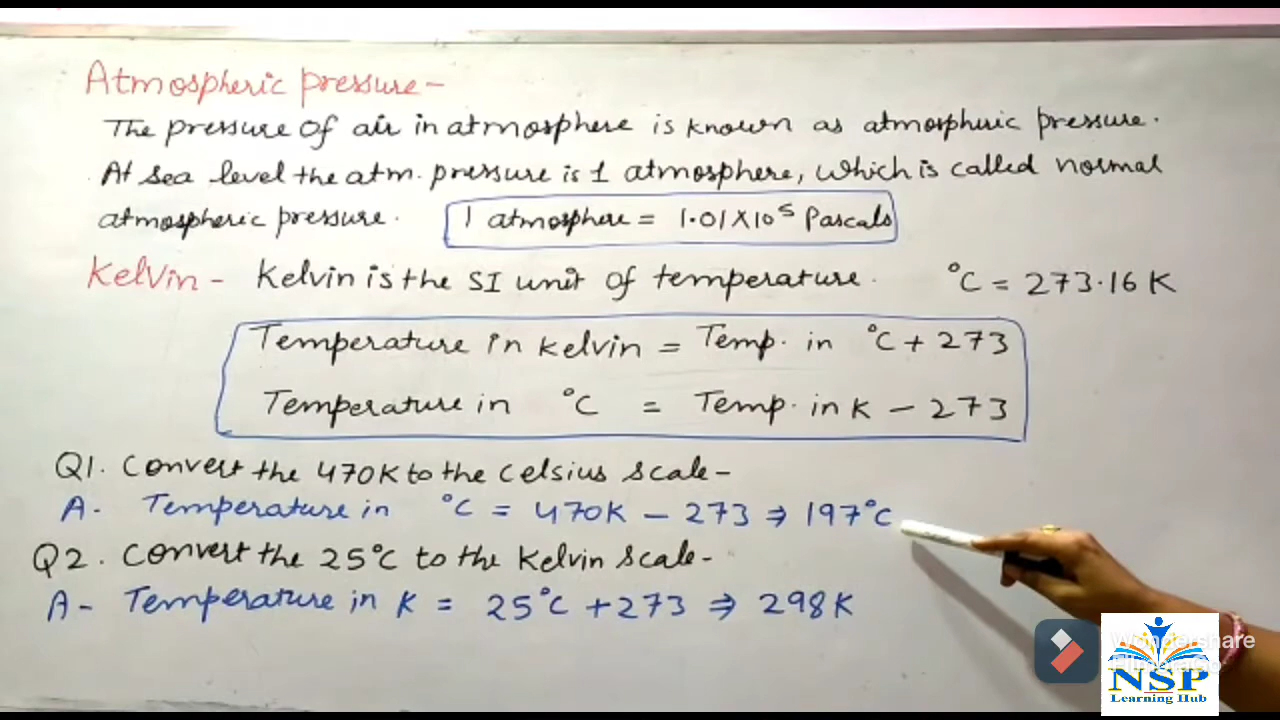 Atmospheric pressure-
The pressure of air in atmosphere is known as atmospheric pressure.
At sea level the atm. pressure is 1 atmosphere, which is called normal
atmospheric pressure. 1 atmosphere = 1.01X10⁵ Pascals
Kelvin - Kelvin is the SI unit of temperature. °C = 273.16 K
Temperature in kelvin = Temp. in °C + 273
Temperature in °C = Temp. in K - 273
Q1. Convert the 470K to the Celsius scale-
A. Temperature in °C = 470K - 273 ⇒ 197°C
Q2. Convert the 25°C to the Kelvin scale-
A- Temperature in K = 25°C + 273 ⇒ 298K
Wondershare
FilmoraGo
NSP
Learning Hub